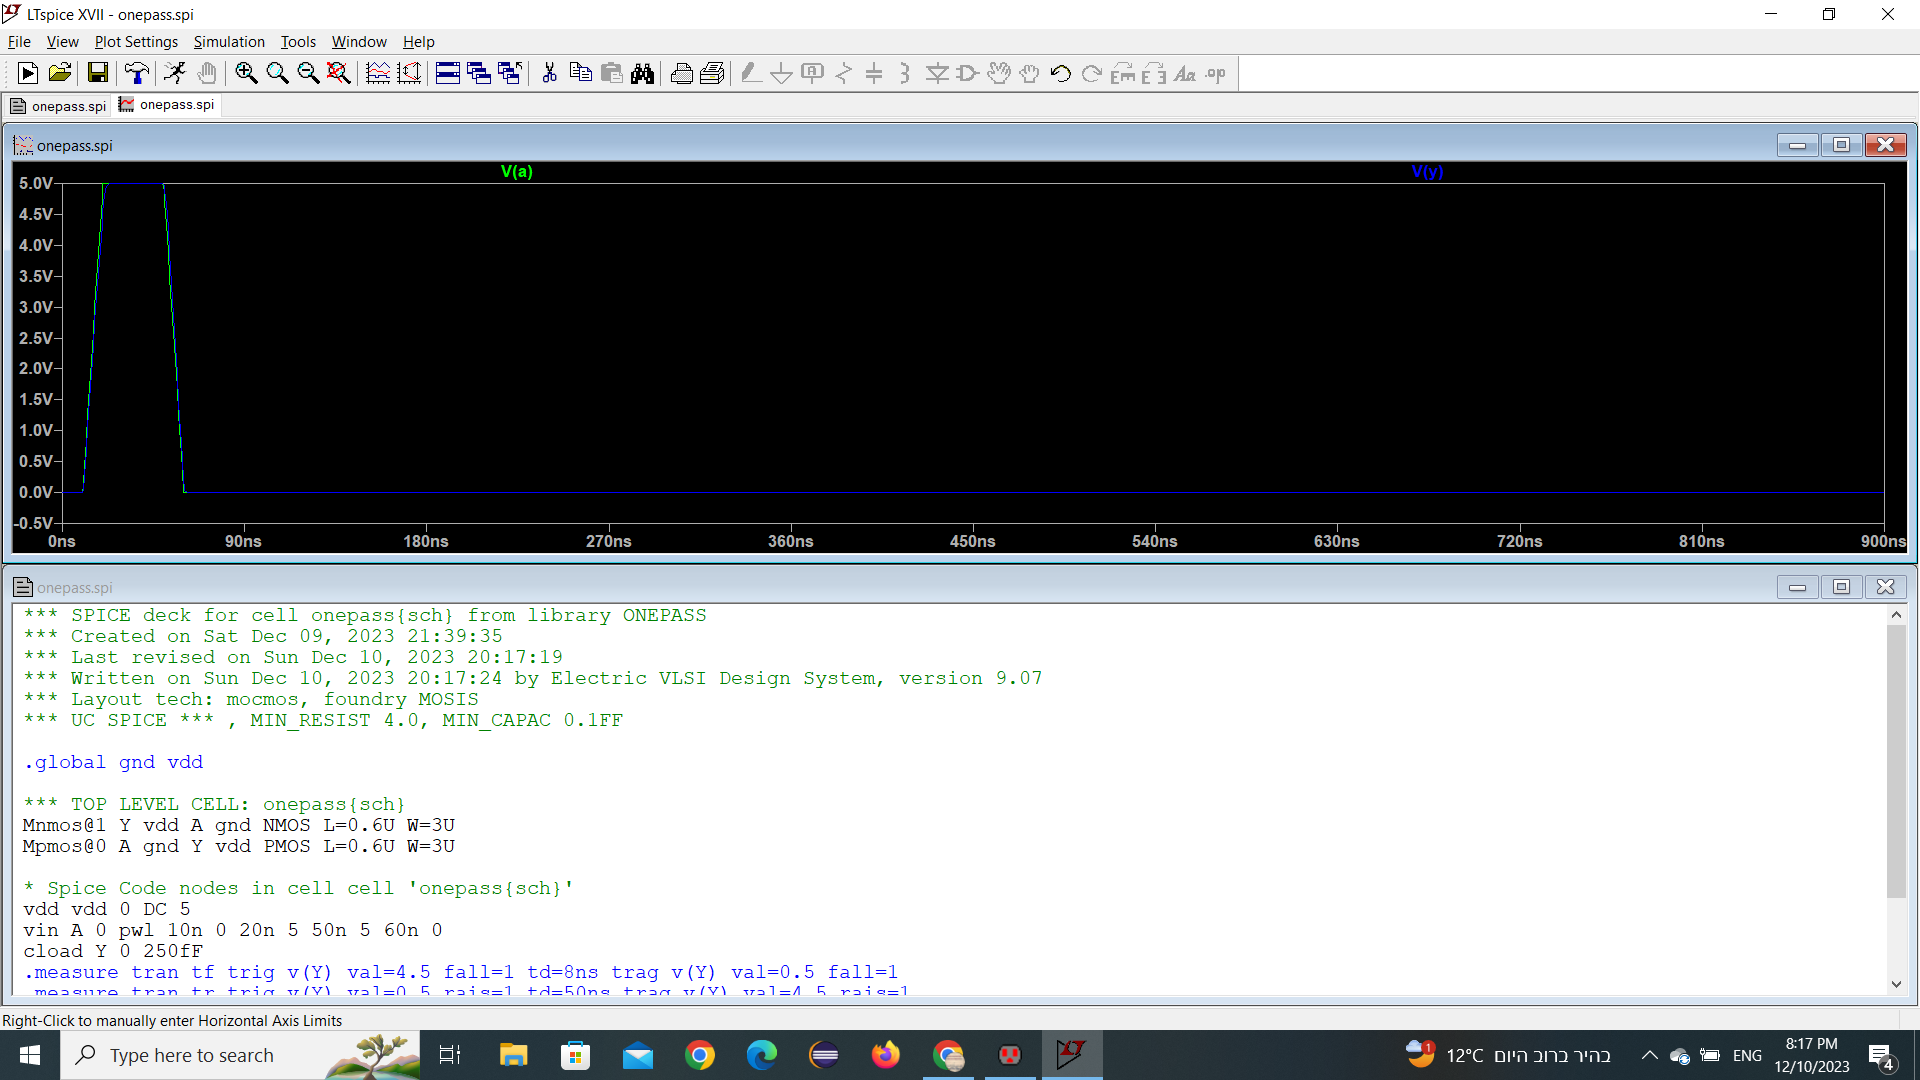 LTspice XVII - onepass.spi
File View Plot Settings Simulation Tools Window Help
onepass.spi onepass.spi
onepass.spi
V(a) V(y)
5.0V
4.5V
4.0V
3.5V
3.0V
2.5V
2.0V
1.5V
1.0V
0.5V
0.0V
-0.5V
0ns 90ns 180ns 270ns 360ns 450ns 540ns 630ns 720ns 810ns 900ns
onepass.spi
*** SPICE deck for cell onepass{sch} from library ONEPASS
*** Created on Sat Dec 09, 2023 21:39:35
*** Last revised on Sun Dec 10, 2023 20:17:19
*** Written on Sun Dec 10, 2023 20:17:24 by Electric VLSI Design System, version 9.07
*** Layout tech: mocmos, foundry MOSIS
*** UC SPICE *** , MIN_RESIST 4.0, MIN_CAPAC 0.1FF
.global gnd vdd
*** TOP LEVEL CELL: onepass{sch}
Mnmos@1 Y vdd A gnd NMOS L=0.6U W=3U
Mpmos@0 A gnd Y vdd PMOS L=0.6U W=3U
* Spice Code nodes in cell cell 'onepass{sch}'
vdd vdd 0 DC 5
vin A 0 pwl 10n 0 20n 5 50n 5 60n 0
cload Y 0 250fF
.measure tran tf trig v(Y) val=4.5 fall=1 td=8ns trag v(Y) val=0.5 fall=1
.measure tran tr trig v(Y) val=0.5 rais=1 td=50ns trag v(Y) val=4.5 rais=1
Right-Click to manually enter Horizontal Axis Limits
Type here to search
1
12°C בהיר ברוב היום
ENG
8:17 PM
12/10/2023
4